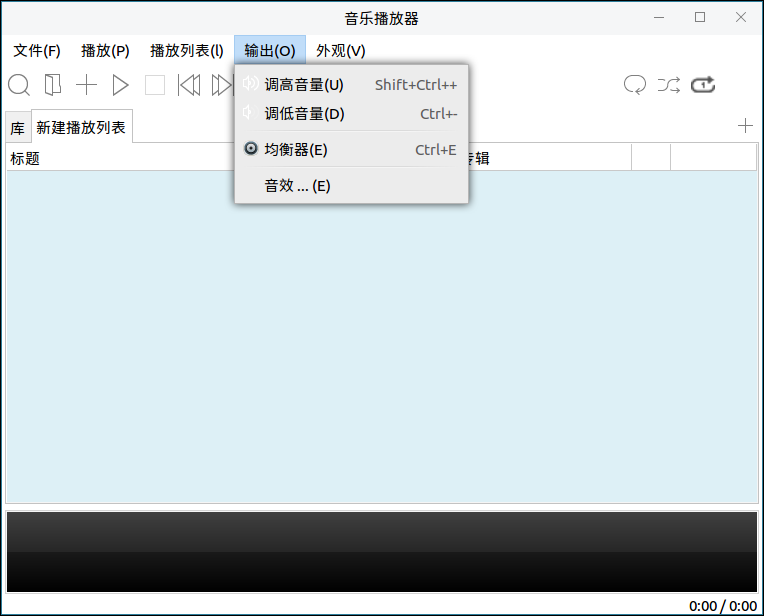 音乐播放器
文件(F) 播放(P) 播放列表(l) 输出(O) 外观(V)
调高音量(U) Shift+Ctrl++
调低音量(D) Ctrl+-
均衡器(E) Ctrl+E
音效 ... (E)
1
库 新建播放列表
标题 专辑
0:00 / 0:00